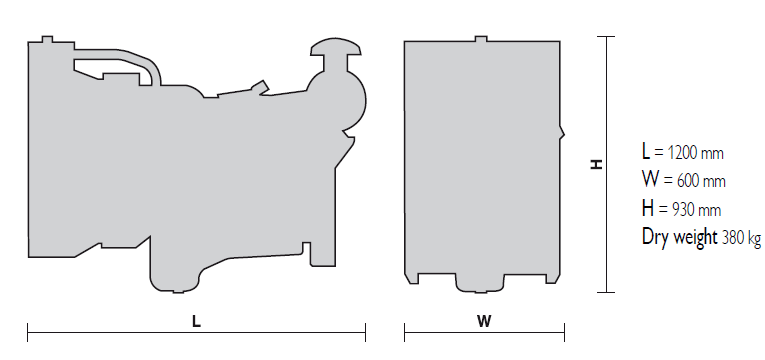 L
W
H
L = 1200 mm
W = 600 mm
H = 930 mm
Dry weight 380 kg